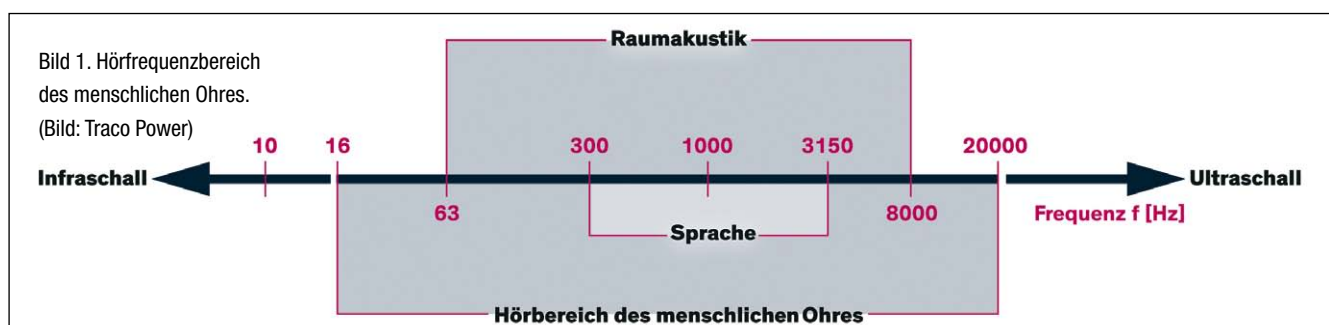 Bild 1. Hörfrequenzbereich
des menschlichen Ohres.
(Bild: Traco Power)
Raumakustik
10
16
300
1000
3150
20000
Infraschall
Ultraschall
63
8000
Frequenz f [Hz]
Sprache
Hörbereich des menschlichen Ohres